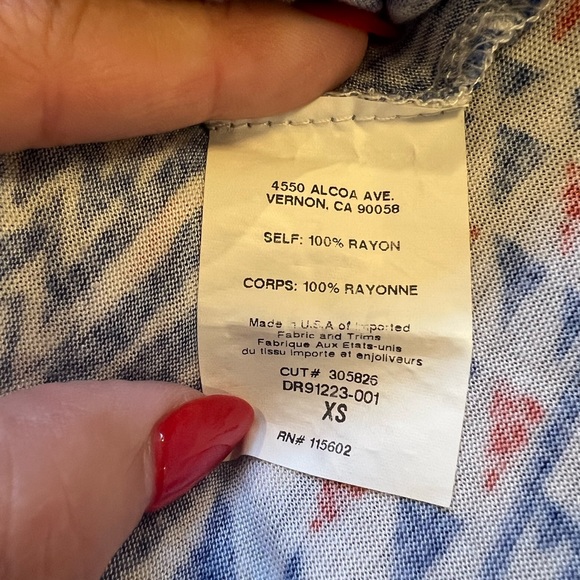 4550 ALCOA AVE.
VERNON, CA 90058
SELF: 100% RAYON
CORPS: 100% RAYONNE
Made in U.S.A of Imported
Fabric and Trims
Fabrique Aux Etats-unis
du tissu importe et enjoliveurs
CUT# 305826
DR91223-001
XS
RN# 115602